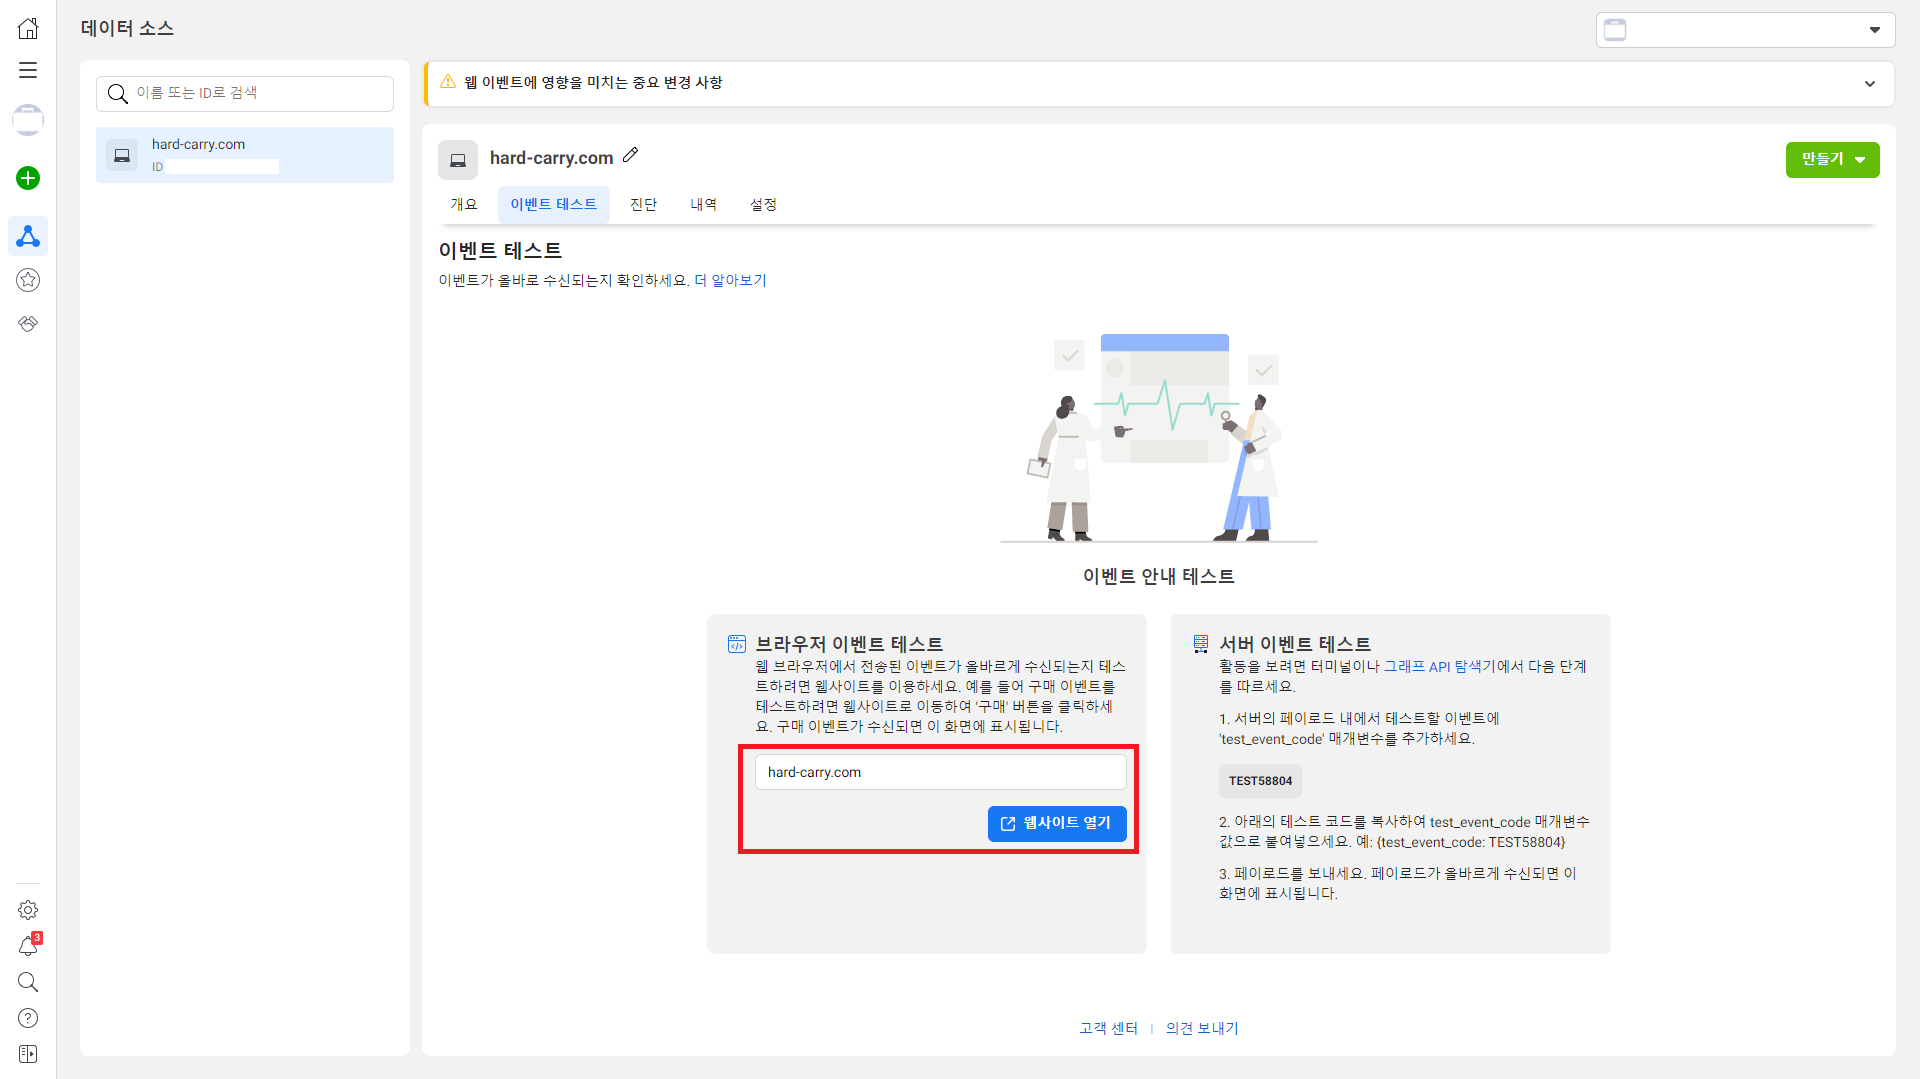 데이터 소스
이름 또는 ID로 검색
hard-carry.com
ID
웹 이벤트에 영향을 미치는 중요 변경 사항
hard-carry.com
만들기
개요
이벤트 테스트
진단
내역
설정
이벤트 테스트
이벤트가 올바로 수신되는지 확인하세요. 더 알아보기
이벤트 안내 테스트
브라우저 이벤트 테스트
웹 브라우저에서 전송된 이벤트가 올바르게 수신되는지 테스
트하려면 웹사이트를 이용하세요. 예를 들어 구매 이벤트를
테스트하려면 웹사이트로 이동하여 '구매' 버튼을 클릭하세
요. 구매 이벤트가 수신되면 이 화면에 표시됩니다.
hard-carry.com
웹사이트 열기
서버 이벤트 테스트
활동을 보려면 터미널이나 그래프 API 탐색기에서 다음 단계
를 따르세요.
1. 서버의 페이로드 내에서 테스트할 이벤트에
'test_event_code' 매개변수를 추가하세요.
TEST58804
2. 아래의 테스트 코드를 복사하여 test_event_code 매개변수
값으로 붙여넣으세요. 예: {test_event_code: TEST58804}
3. 페이로드를 보내세요. 페이로드가 올바르게 수신되면 이
화면에 표시됩니다.
3
고객 센터
의견 보내기